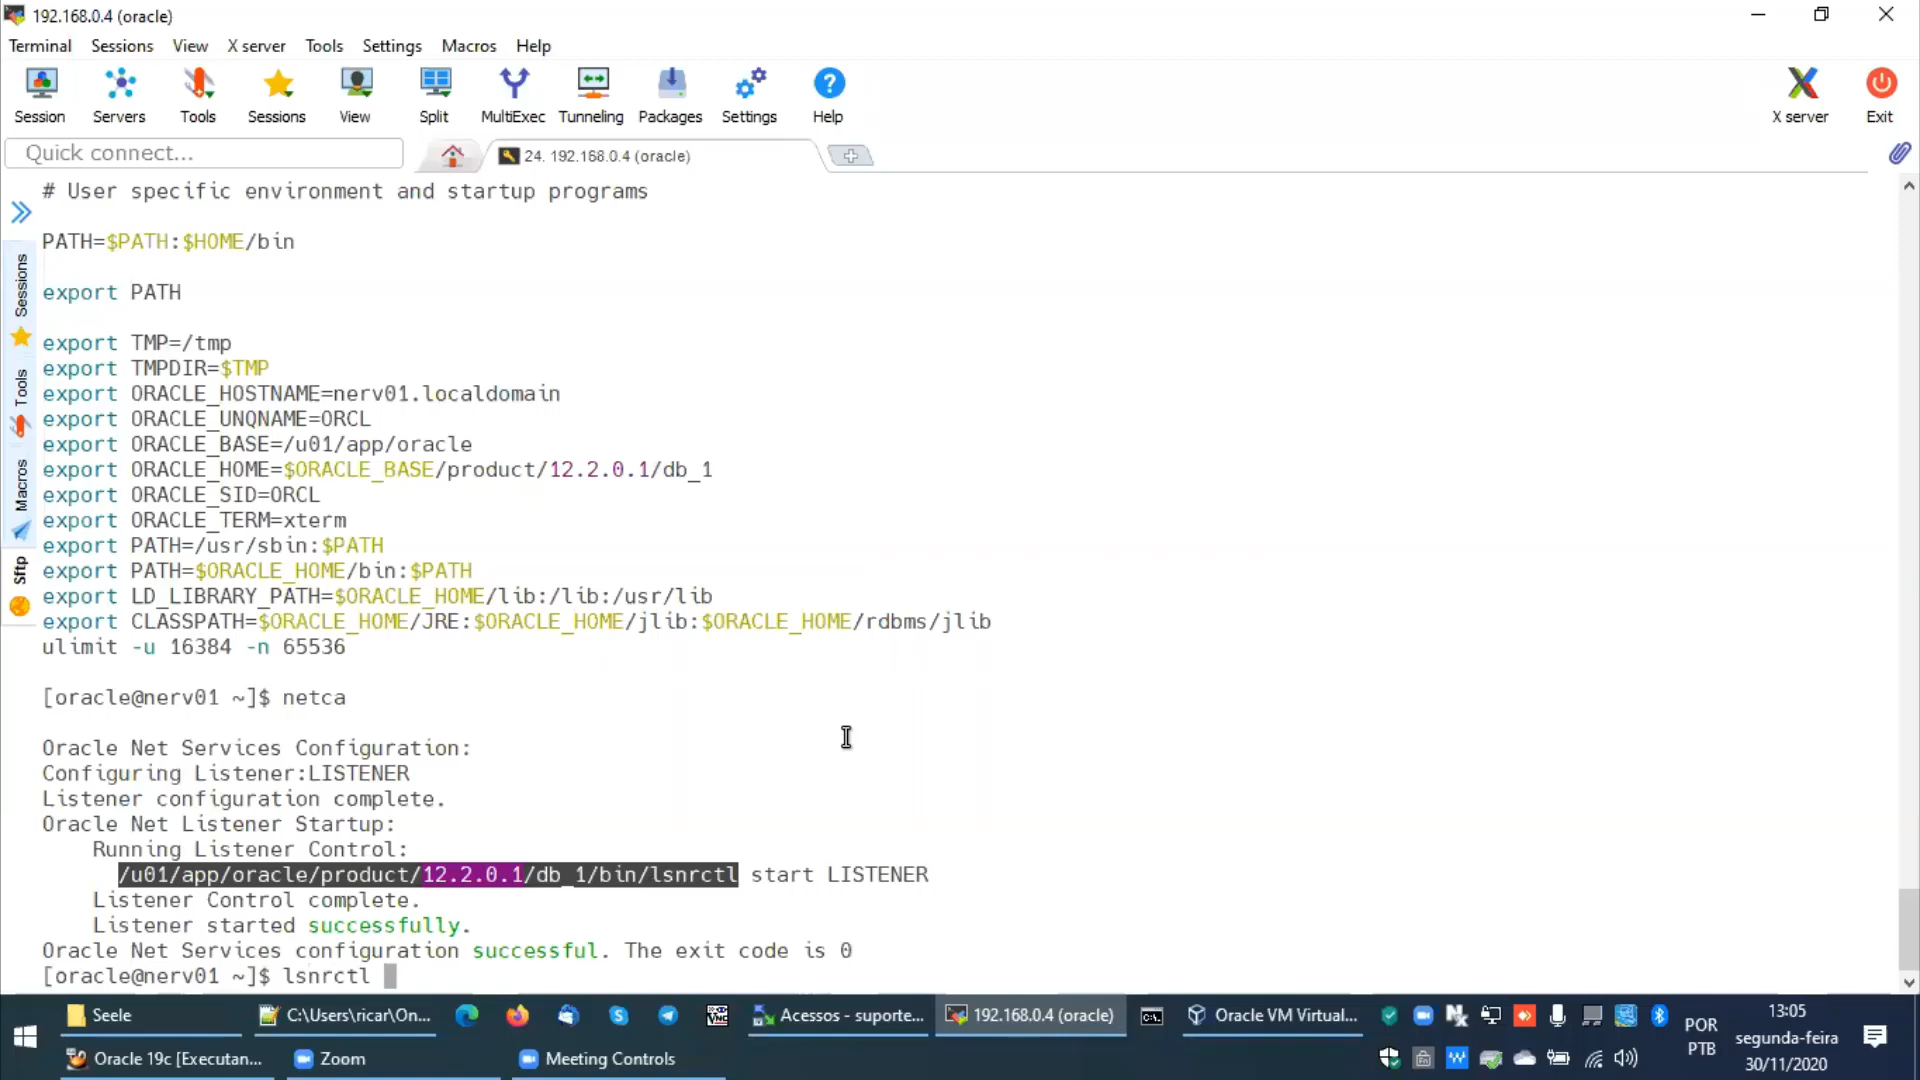 192.168.0.4 (oracle)
Terminal Sessions View X server Tools Settings Macros Help
Session Servers Tools Sessions View Split MultiExec Tunneling Packages Settings Help X server Exit
Quick connect...
24. 192.168.0.4 (oracle)
Sessions
Tools
Macros
Sftp
# User specific environment and startup programs
PATH=$PATH:$HOME/bin
export PATH
export TMP=/tmp
export TMPDIR=$TMP
export ORACLE_HOSTNAME=nerv01.localdomain
export ORACLE_UNQNAME=ORCL
export ORACLE_BASE=/u01/app/oracle
export ORACLE_HOME=$ORACLE_BASE/product/12.2.0.1/db_1
export ORACLE_SID=ORCL
export ORACLE_TERM=xterm
export PATH=/usr/sbin:$PATH
export PATH=$ORACLE_HOME/bin:$PATH
export LD_LIBRARY_PATH=$ORACLE_HOME/lib:/lib:/usr/lib
export CLASSPATH=$ORACLE_HOME/JRE:$ORACLE_HOME/jlib:$ORACLE_HOME/rdbms/jlib
ulimit -u 16384 -n 65536
[oracle@nerv01 ~]$ netca
Oracle Net Services Configuration:
Configuring Listener:LISTENER
Listener configuration complete.
Oracle Net Listener Startup:
Running Listener Control:
/u01/app/oracle/product/12.2.0.1/db_1/bin/lsnrctl start LISTENER
Listener Control complete.
Listener started successfully.
Oracle Net Services configuration successful. The exit code is 0
[oracle@nerv01 ~]$ lsnrctl
Seele C:\Users\ricar\On... Acessos - suporte... 192.168.0.4 (oracle) Oracle VM Virtual...
Oracle 19c [Executan... Zoom Meeting Controls
POR
PTB
13:05
segunda-feira
30/11/2020